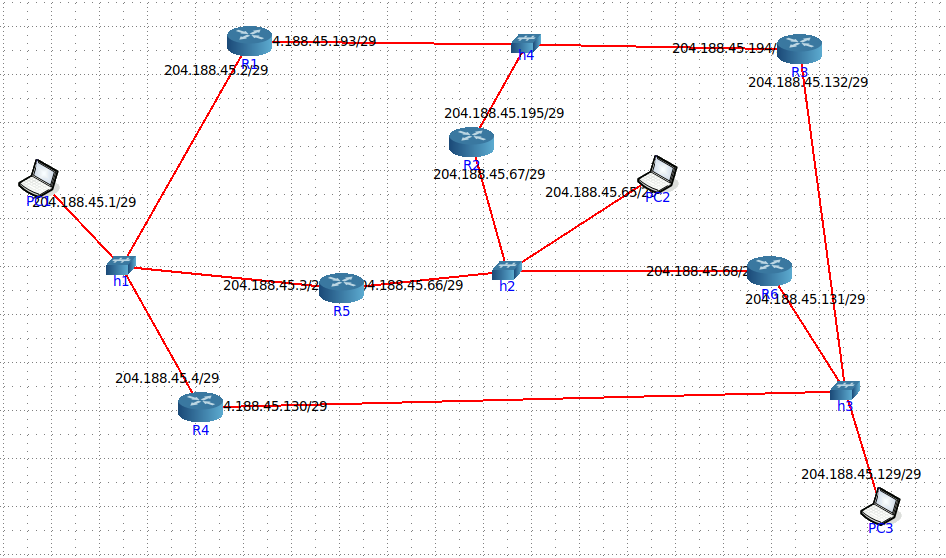 4.188.45.193/29
h4
204.188.45.194/
R1
204.188.45.2/29
R3
204.188.45.132/29
204.188.45.195/29
R2
204.188.45.67/29
204.188.45.65/2
PC2
PC1
204.188.45.1/29
h1
204.188.45.3/2
4.188.45.66/29
h2
204.188.45.68/2
R5
R6
204.188.45.131/29
204.188.45.4/29
4.188.45.130/29
h3
R4
204.188.45.129/29
PC3